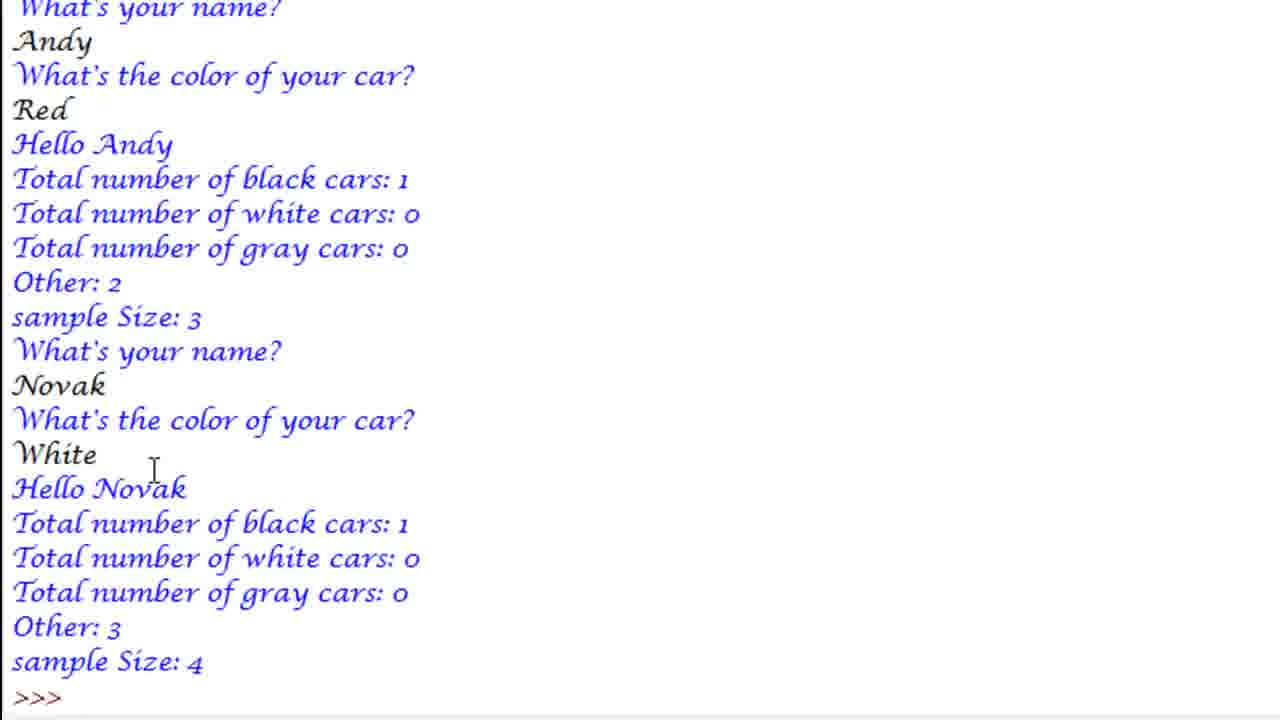 What's your name?
Andy
What's the color of your car?
Red
Hello Andy
Total number of black cars: 1
Total number of white cars: 0
Total number of gray cars: 0
Other: 2
sample Size: 3
What's your name?
Novak
What's the color of your car?
White
Hello Novak
Total number of black cars: 1
Total number of white cars: 0
Total number of gray cars: 0
Other: 3
sample Size: 4
>>>